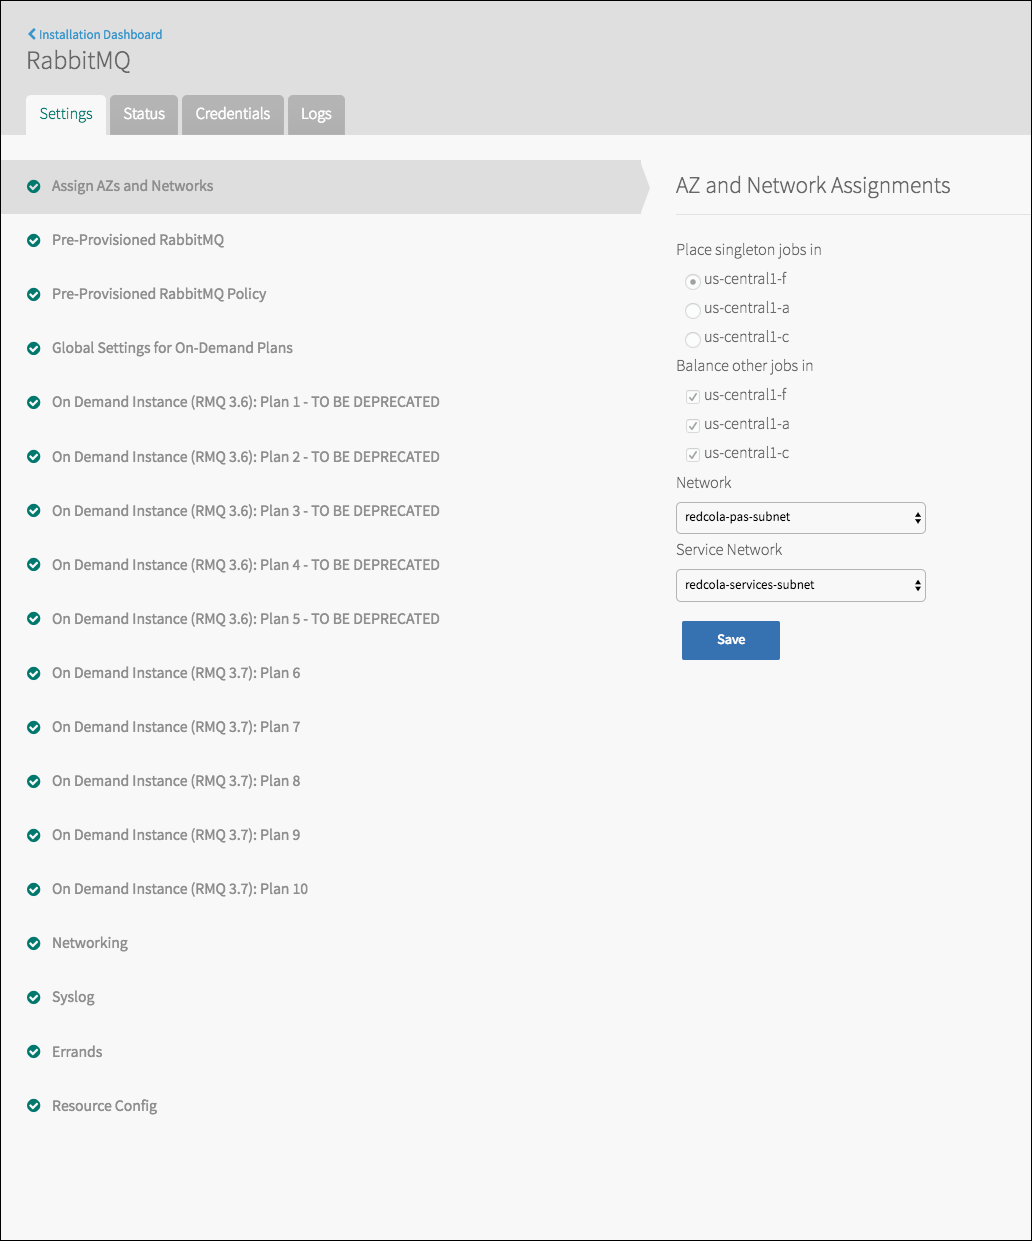 Installation Dashboard
RabbitMQ
Settings Status Credentials Logs
Assign AZs and Networks
Pre-Provisioned RabbitMQ
Pre-Provisioned RabbitMQ Policy
Global Settings for On-Demand Plans
On Demand Instance (RMQ 3.6): Plan 1 - TO BE DEPRECATED
On Demand Instance (RMQ 3.6): Plan 2 - TO BE DEPRECATED
On Demand Instance (RMQ 3.6): Plan 3 - TO BE DEPRECATED
On Demand Instance (RMQ 3.6): Plan 4 - TO BE DEPRECATED
On Demand Instance (RMQ 3.6): Plan 5 - TO BE DEPRECATED
On Demand Instance (RMQ 3.7): Plan 6
On Demand Instance (RMQ 3.7): Plan 7
On Demand Instance (RMQ 3.7): Plan 8
On Demand Instance (RMQ 3.7): Plan 9
On Demand Instance (RMQ 3.7): Plan 10
Networking
Syslog
Errands
Resource Config
AZ and Network Assignments
Place singleton jobs in
us-central1-f
us-central1-a
us-central1-c
Balance other jobs in
us-central1-f
us-central1-a
us-central1-c
Network
redcola-pas-subnet
Service Network
redcola-services-subnet
Save